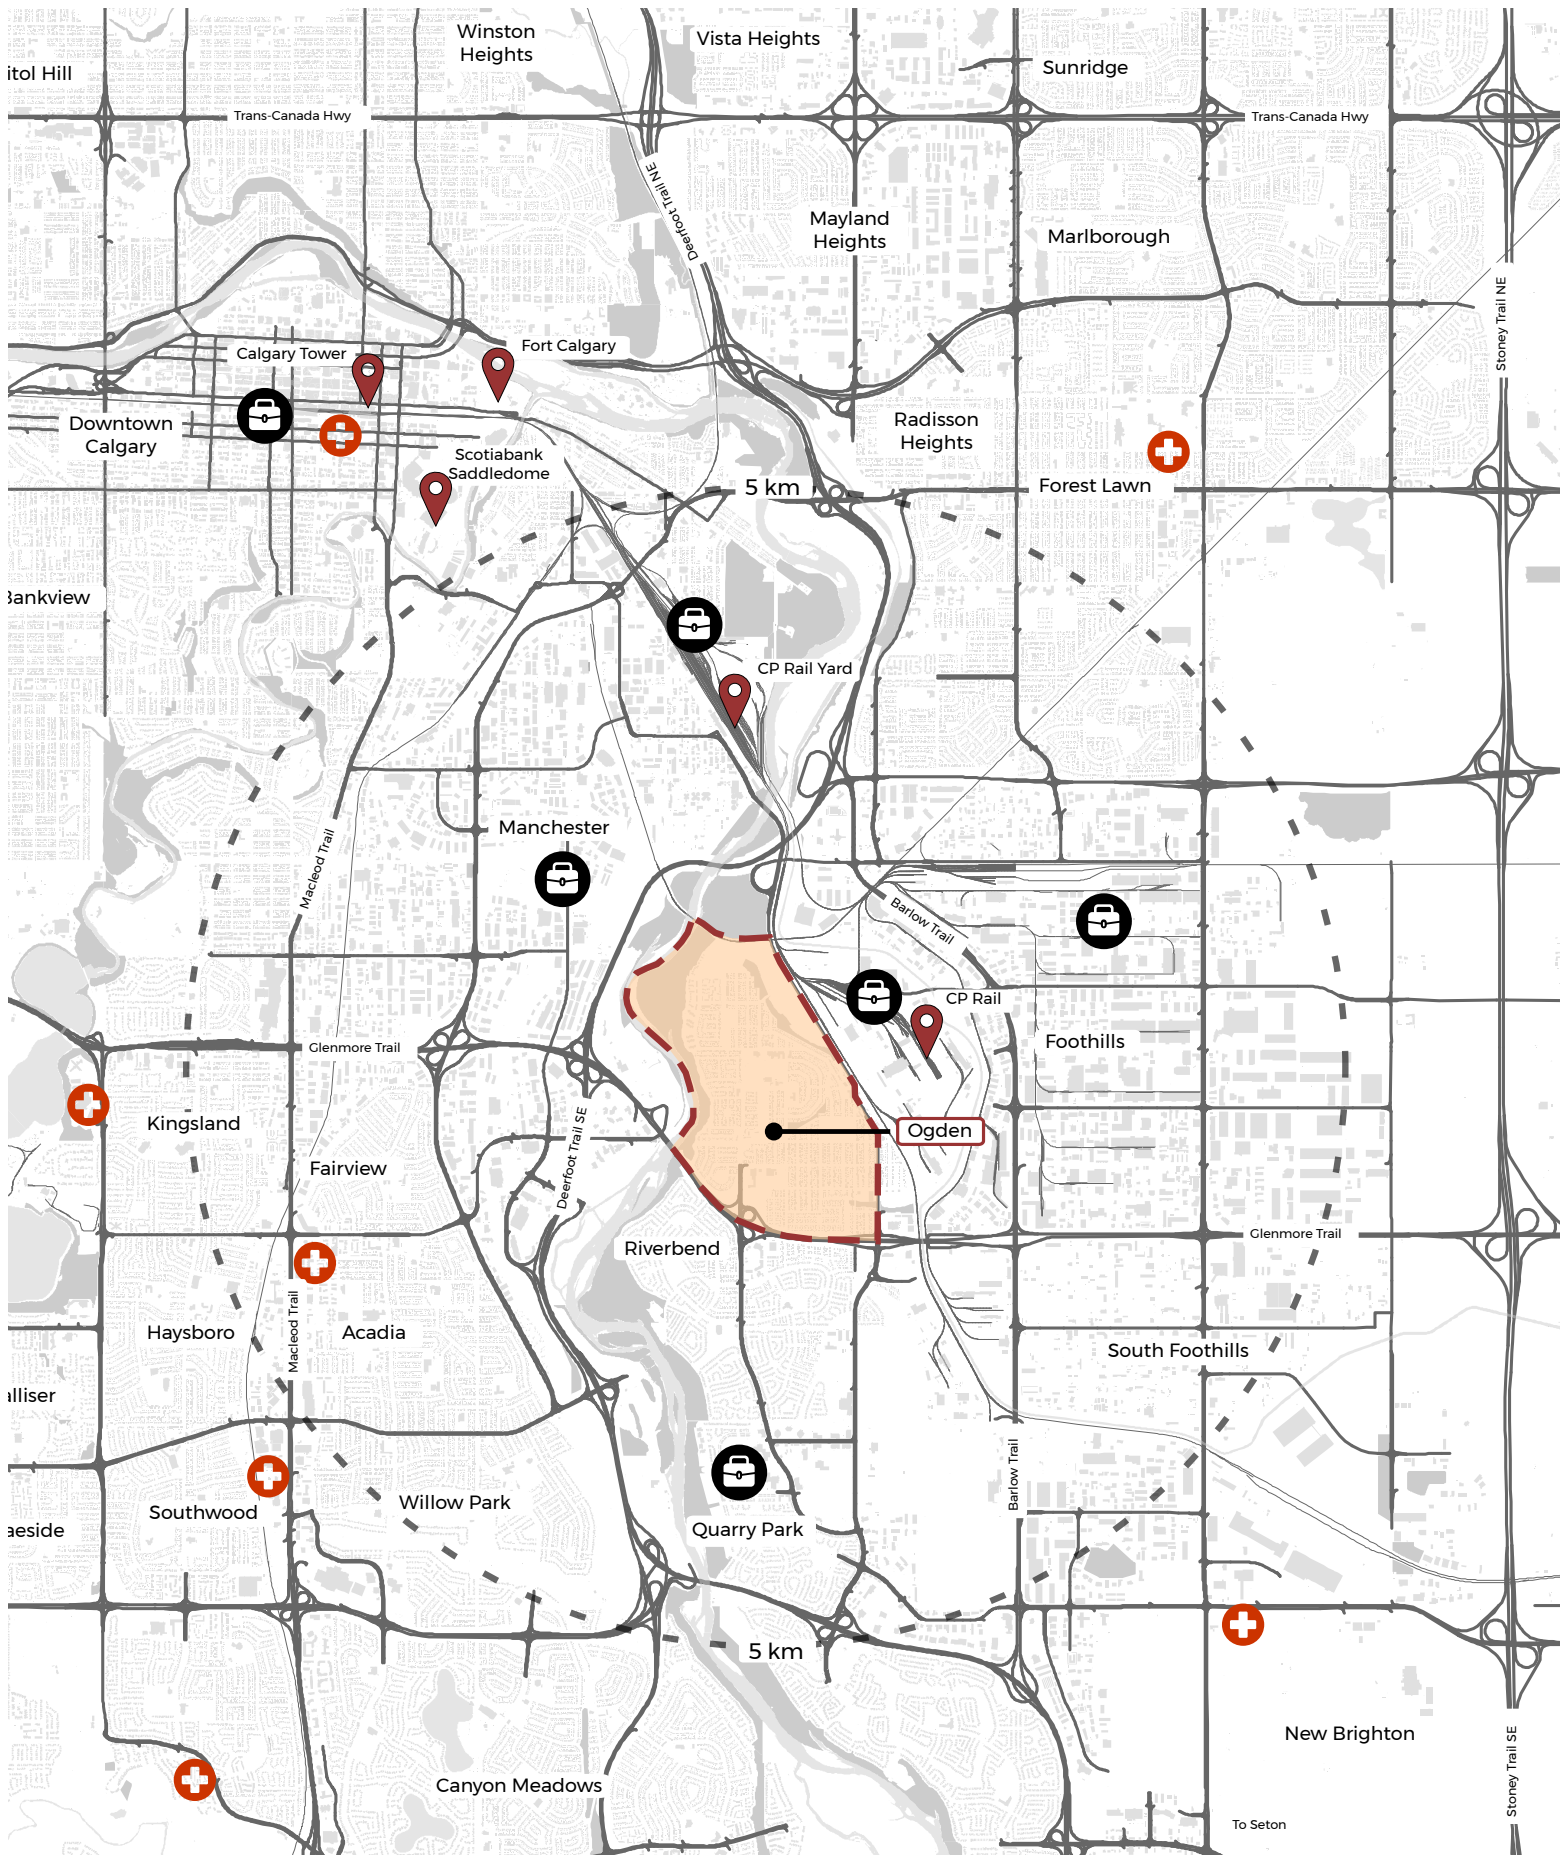 Winston
Heights
Vista Heights
Sunridge
itol Hill
Trans-Canada Hwy
Trans-Canada Hwy
Deerfoot Trail NE
Mayland
Heights
Marlborough
Stoney Trail NE
Calgary Tower
Fort Calgary
Downtown
Calgary
Radisson
Heights
Scotiabank
Saddledome
5 km
Forest Lawn
Bankview
CP Rail Yard
Manchester
Macleod Trail
Barlow Trail
CP Rail
Glenmore Trail
Foothills
Kingsland
Ogden
Deerfoot Trail SE
Fairview
Riverbend
Glenmore Trail
Haysboro
Macleod Trail
Acadia
South Foothills
alliser
Barlow Trail
Southwood
Willow Park
aeside
Quarry Park
5 km
New Brighton
Stoney Trail SE
Canyon Meadows
To Seton